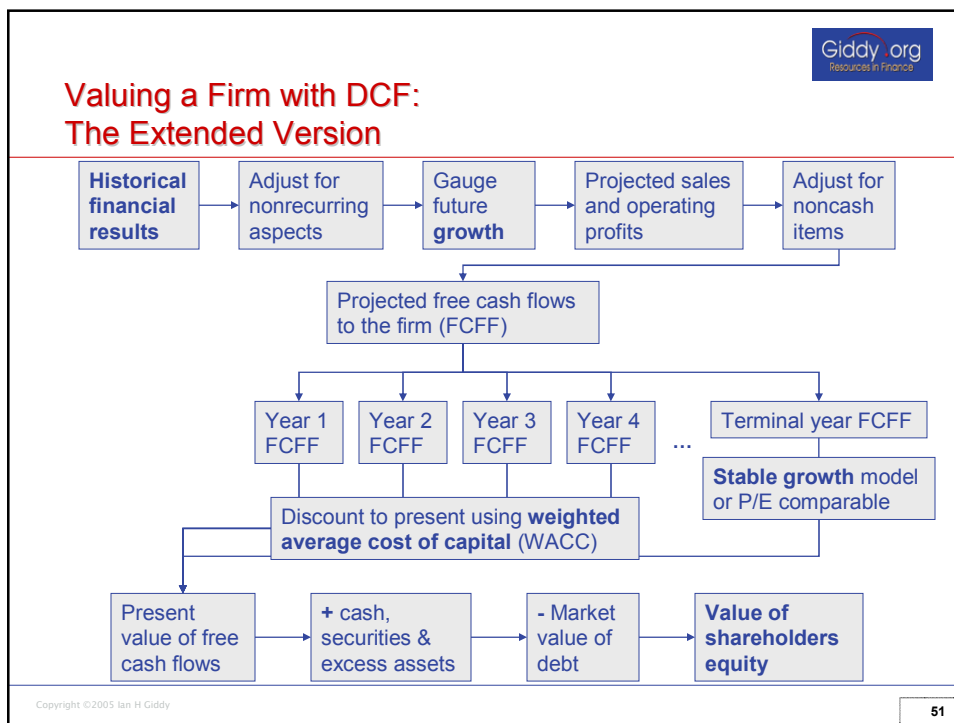 Giddy.org
Resources in Finance
Valuing a Firm with DCF:
The Extended Version
Historical
financial
results
Adjust for
nonrecurring
aspects
Gauge
future
growth
Projected sales
and operating
profits
Adjust for
noncash
items
Projected free cash flows
to the firm (FCFF)
Year 1
FCFF
Year 2
FCFF
Year 3
FCFF
Year 4
FCFF
...
Terminal year FCFF
Stable growth model
or P/E comparable
Discount to present using weighted
average cost of capital (WACC)
Present
value of free
cash flows
+ cash,
securities &
excess assets
- Market
value of
debt
Value of
shareholders
equity
Copyright ©2005 Ian H Giddy
51